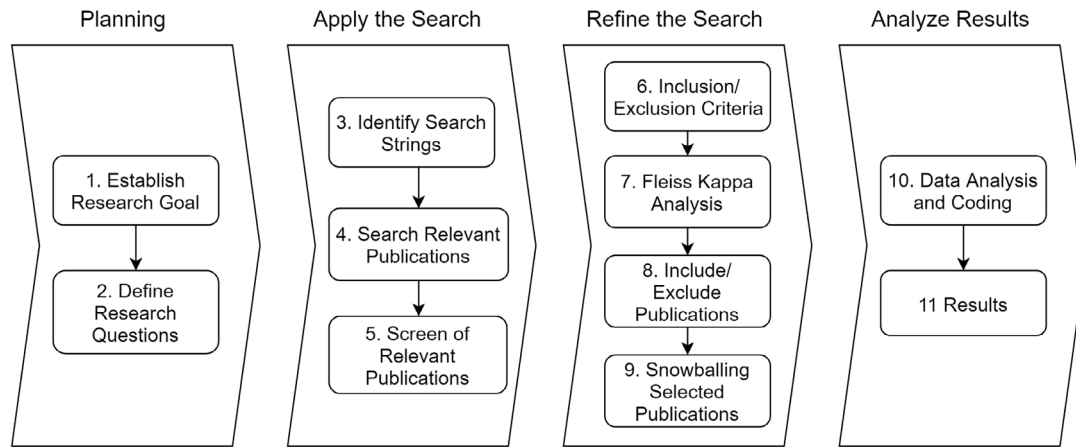 Planning
1. Establish
Research Goal
2. Define
Research
Questions
Apply the Search
3. Identify Search
Strings
4. Search Relevant
Publications
5. Screen of
Relevant
Publications
Refine the Search
6. Inclusion/
Exclusion Criteria
7. Fleiss Kappa
Analysis
8. Include/
Exclude
Publications
9. Snowballing
Selected
Publications
Analyze Results
10. Data Analysis
and Coding
11 Results